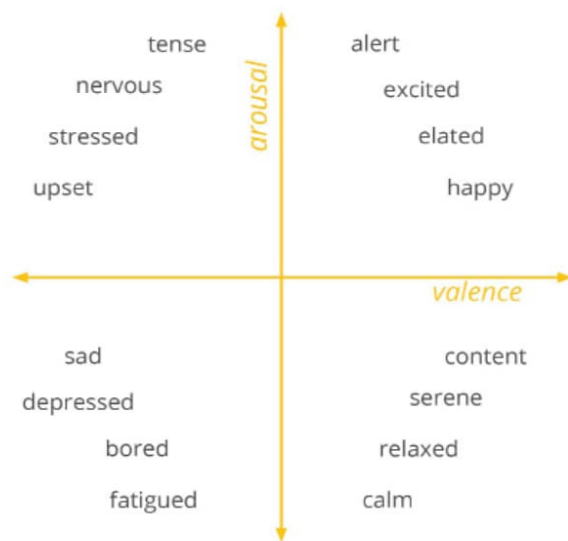 tense
alert
arousal
nervous
excited
stressed
elated
upset
happy
valence
sad
content
depressed
serene
bored
relaxed
fatigued
calm